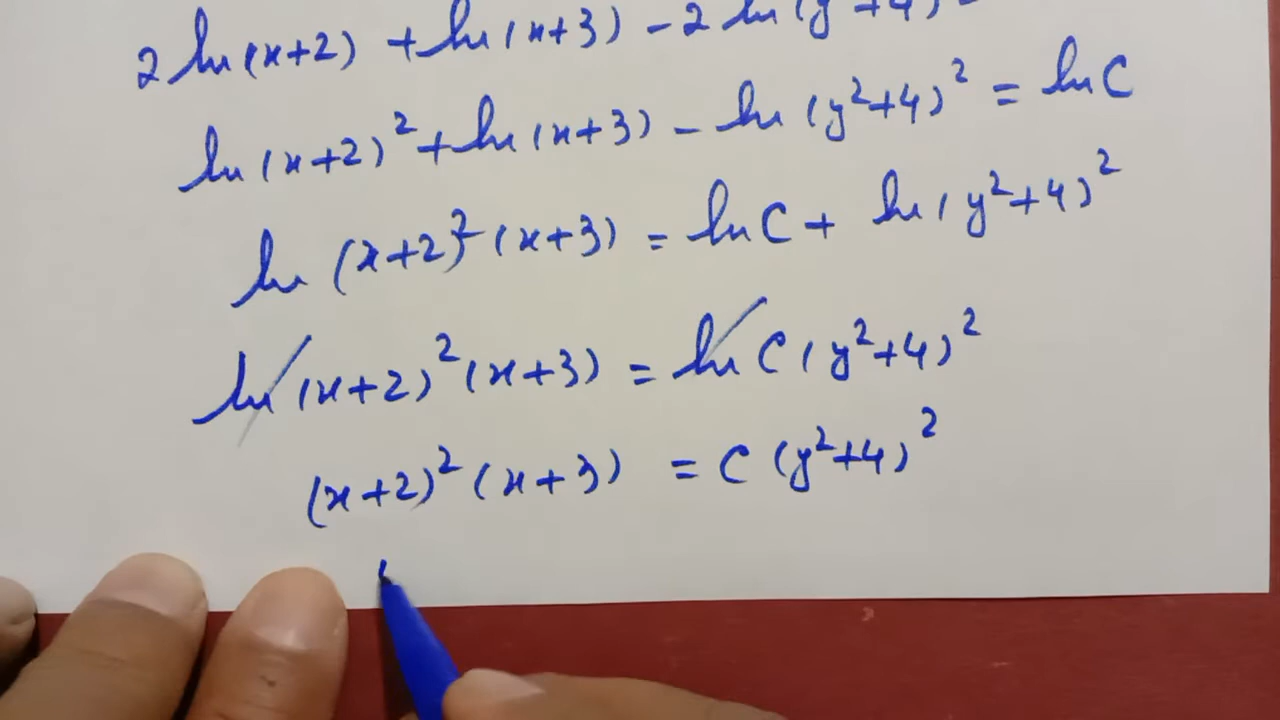 2 ln(x+2) + ln(x+3) - 2 ln(y²+4)
ln(x+2)² + ln(x+3) - ln(y²+4)² = ln C
ln (x+2)² (x+3) = ln C + ln(y²+4)²
ln (x+2)² (x+3) = ln C (y²+4)²
(x+2)² (x+3) = C (y²+4)²